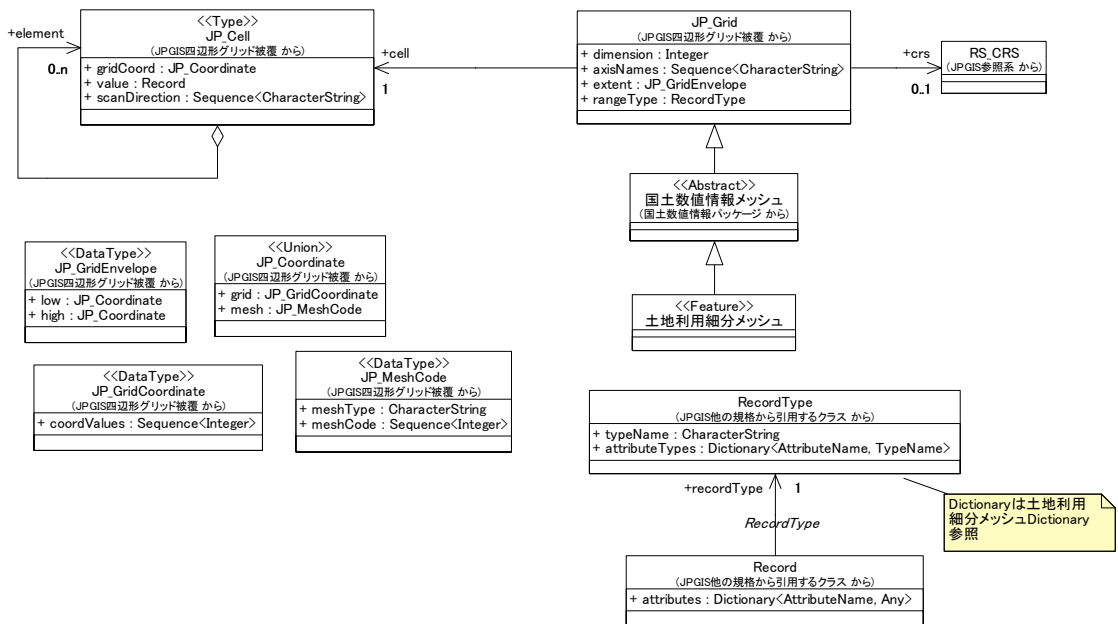 <<Type>>
JP_Cell
(JPGIS四辺形グリッド被覆 から)
+ gridCoord : JP_Coordinate
+ value : Record
+ scanDirection : Sequence<CharacterString>
+element
0..n
+cell
1
JP_Grid
(JPGIS四辺形グリッド被覆 から)
+ dimension : Integer
+ axisNames : Sequence<CharacterString>
+ extent : JP_GridEnvelope
+ rangeType : RecordType
+crs
0..1
RS_CRS
(JPGIS参照系 から)
<<Abstract>>
国土数値情報メッシュ
(国土数値情報パッケージ から)
<<Feature>>
土地利用細分メッシュ
<<DataType>>
JP_GridEnvelope
(JPGIS四辺形グリッド被覆 から)
+ low : JP_Coordinate
+ high : JP_Coordinate
<<Union>>
JP_Coordinate
(JPGIS四辺形グリッド被覆 から)
+ grid : JP_GridCoordinate
+ mesh : JP_MeshCode
<<DataType>>
JP_GridCoordinate
(JPGIS四辺形グリッド被覆 から)
+ coordValues : Sequence<Integer>
<<DataType>>
JP_MeshCode
(JPGIS四辺形グリッド被覆 から)
+ meshType : CharacterString
+ meshCode : Sequence<Integer>
RecordType
(JPGIS他の規格から引用するクラス から)
+ typeName : CharacterString
+ attributeTypes : Dictionary<AttributeName, TypeName>
+recordType
1
RecordType
Dictionaryは土地利用
細分メッシュDictionary
参照
Record
(JPGIS他の規格から引用するクラス から)
+ attributes : Dictionary<AttributeName, Any>